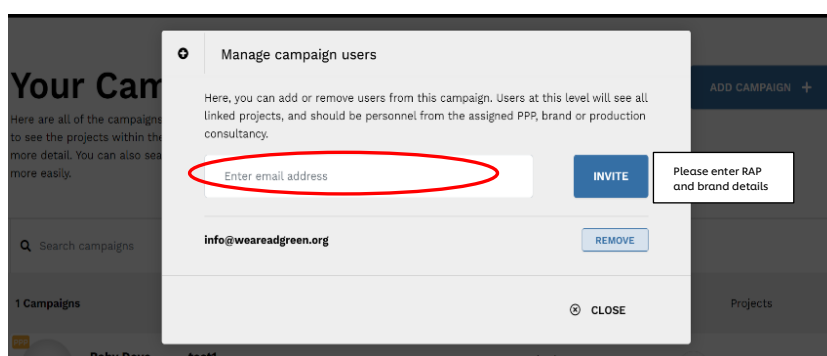 Manage campaign users
Your Cam
ADD CAMPAIGN +
Here, you can add or remove users from this campaign. Users at
this level will see all
linked projects, and should be personnel from the assigned PPP, brand or production
consultancy.
Here are all of the campaigns
to see the projects within the
more detail. You can also sea
more easily.
Enter email address
INVITE
Please enter RAP
and brand details
info@weareadgreen.org
REMOVE
Search campaigns
CLOSE
1 Campaigns
Projects